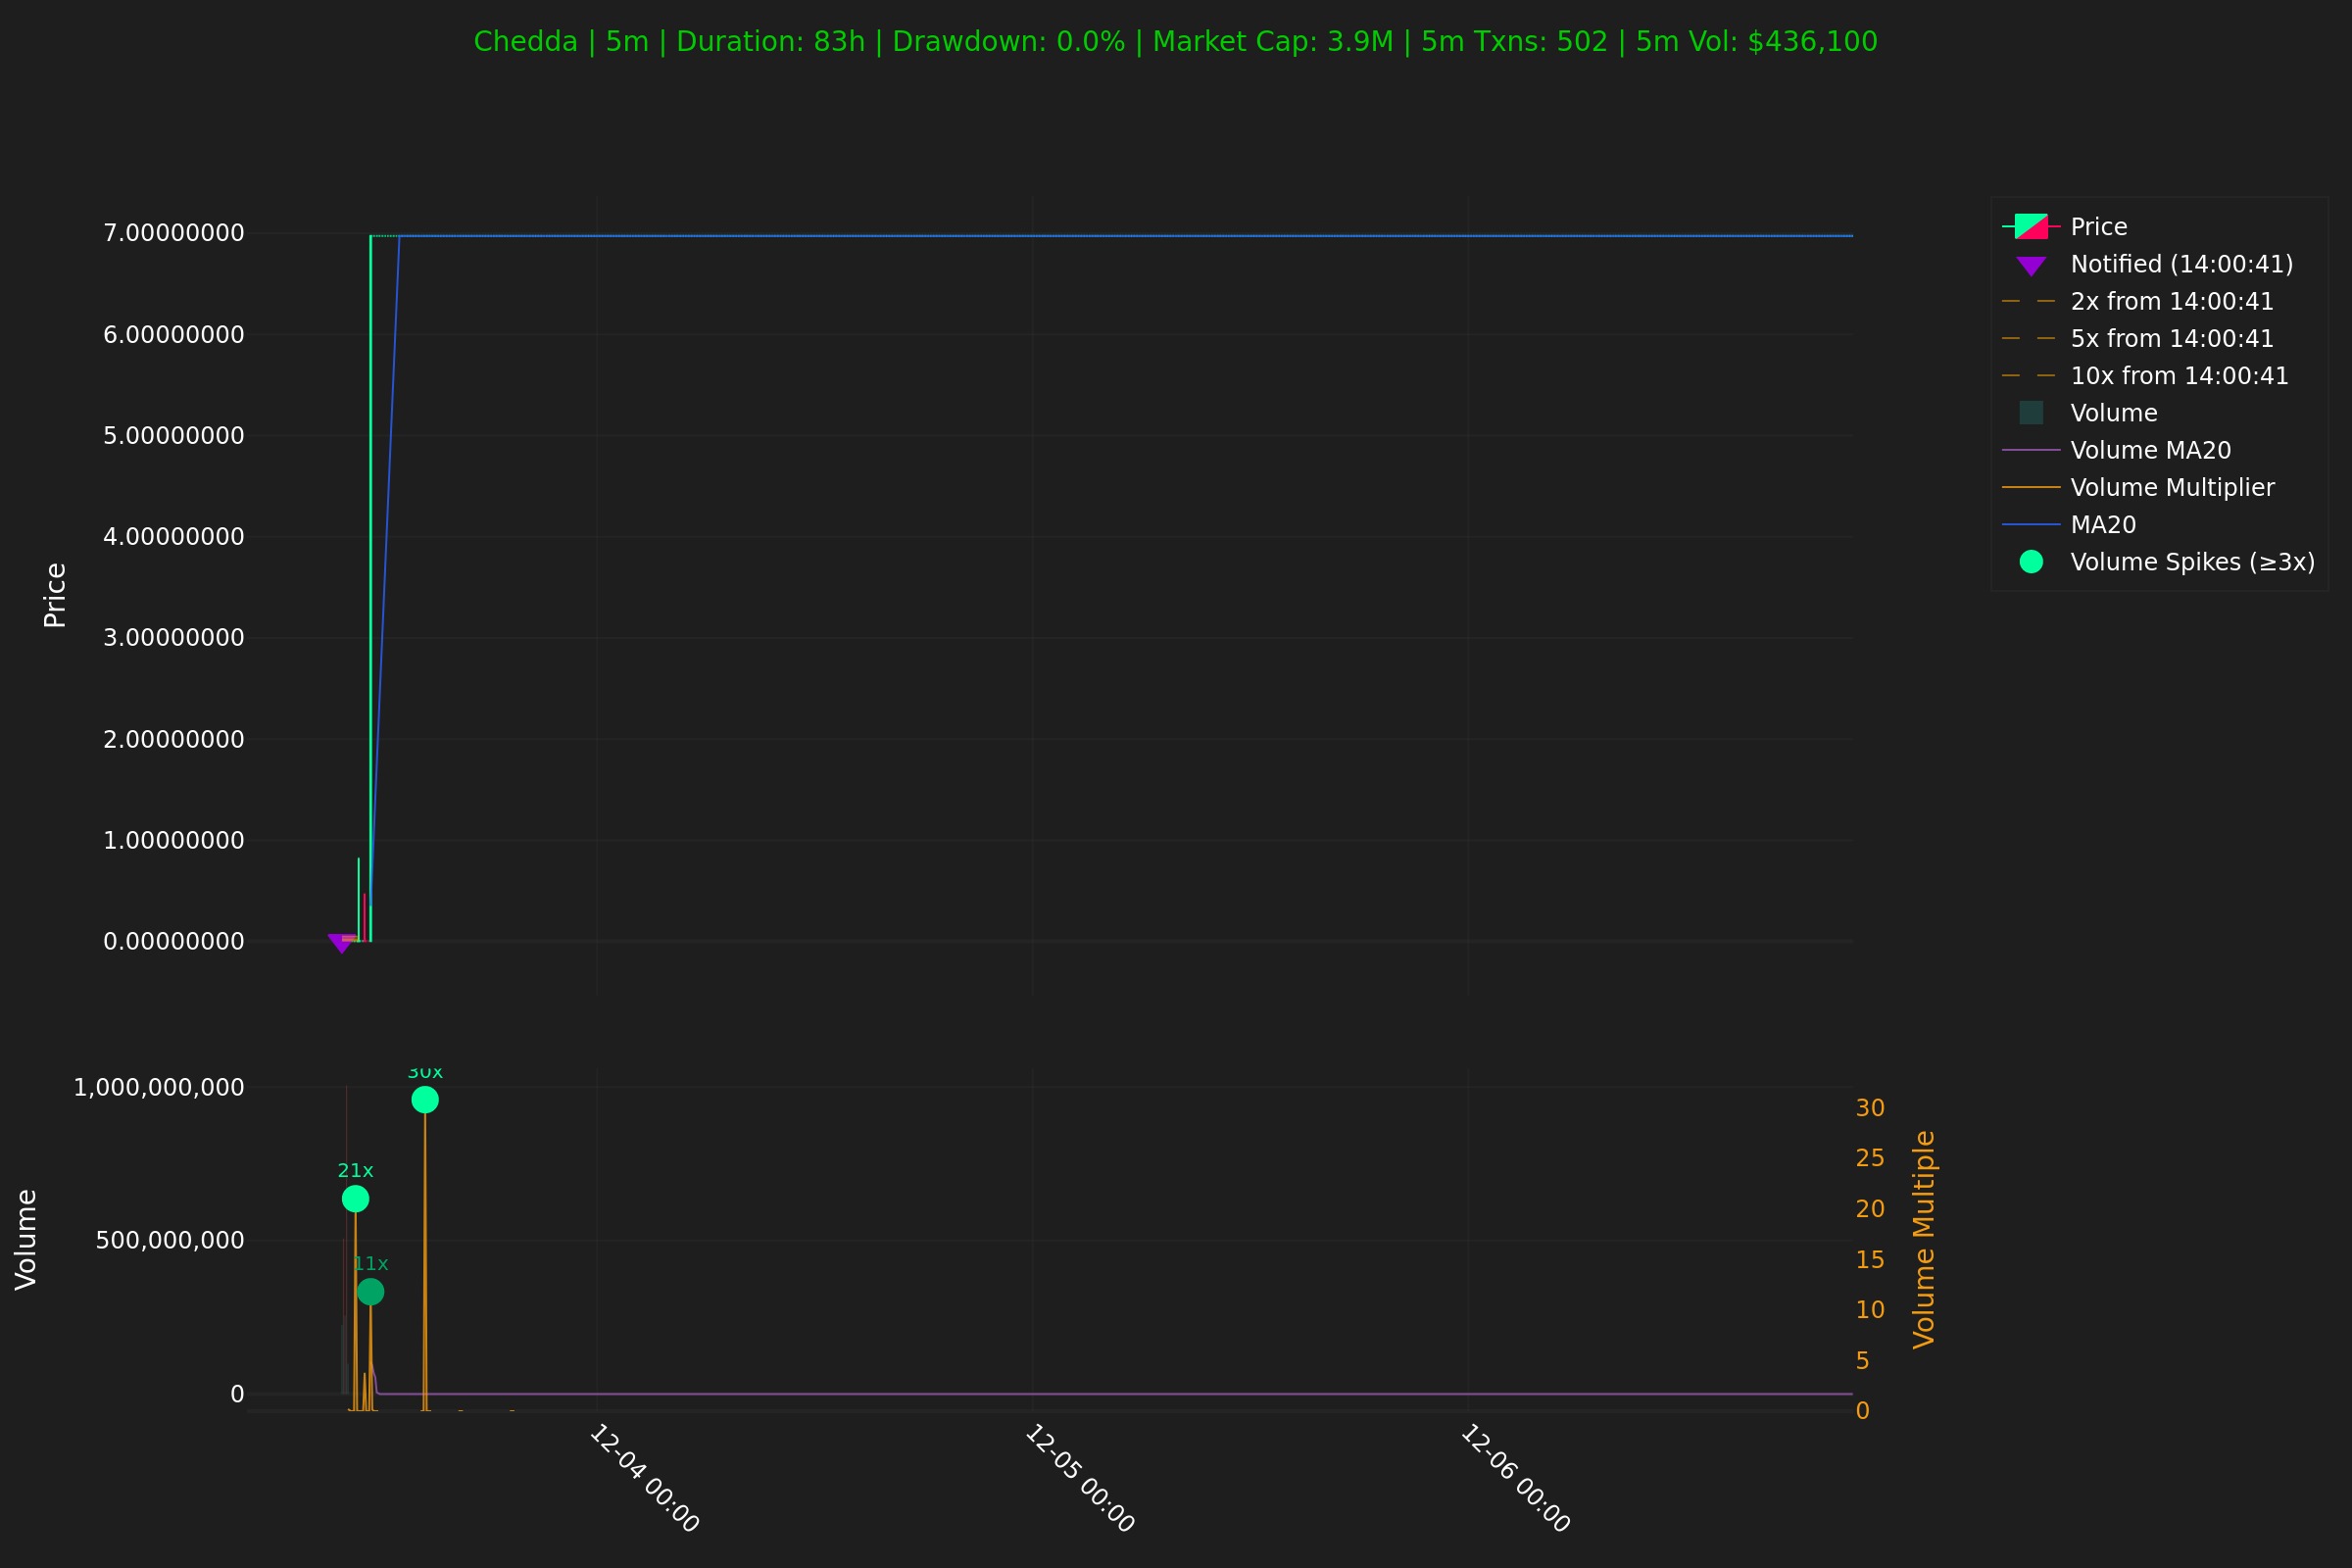 Chedda | 5m | Duration: 83h | Drawdown: 0.0% | Market Cap: 3.9M | 5m Txns: 502 | 5m Vol: $436,100
7.00000000
6.00000000
5.00000000
4.00000000
3.00000000
2.00000000
1.00000000
0.00000000
Price
Price
Notified (14:00:41)
2x from 14:00:41
5x from 14:00:41
10x from 14:00:41
Volume
Volume MA20
Volume Multiplier
MA20
Volume Spikes (≥3x)
1,000,000,000
500,000,000
0
Volume
30x
21x
11x
30
25
20
15
10
5
0
Volume Multiple
12-04 00:00
12-05 00:00
12-06 00:00